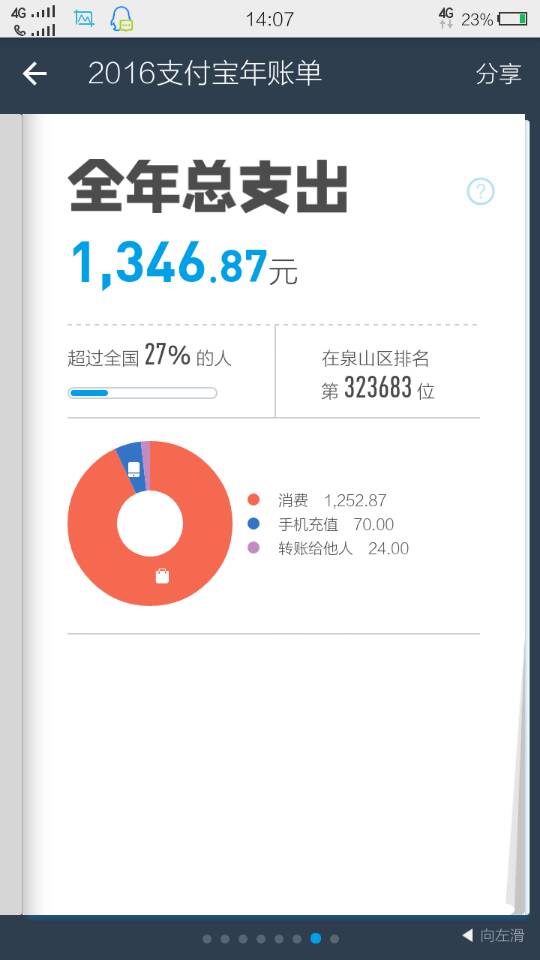 4G 14:07 4G 23%
2016支付宝年账单 分享
全年总支出
?
1,346.87元
超过全国 27% 的人
在泉山区排名
第 323683 位
消费 1,252.87
手机充值 70.00
转账给他人 24.00
向左滑